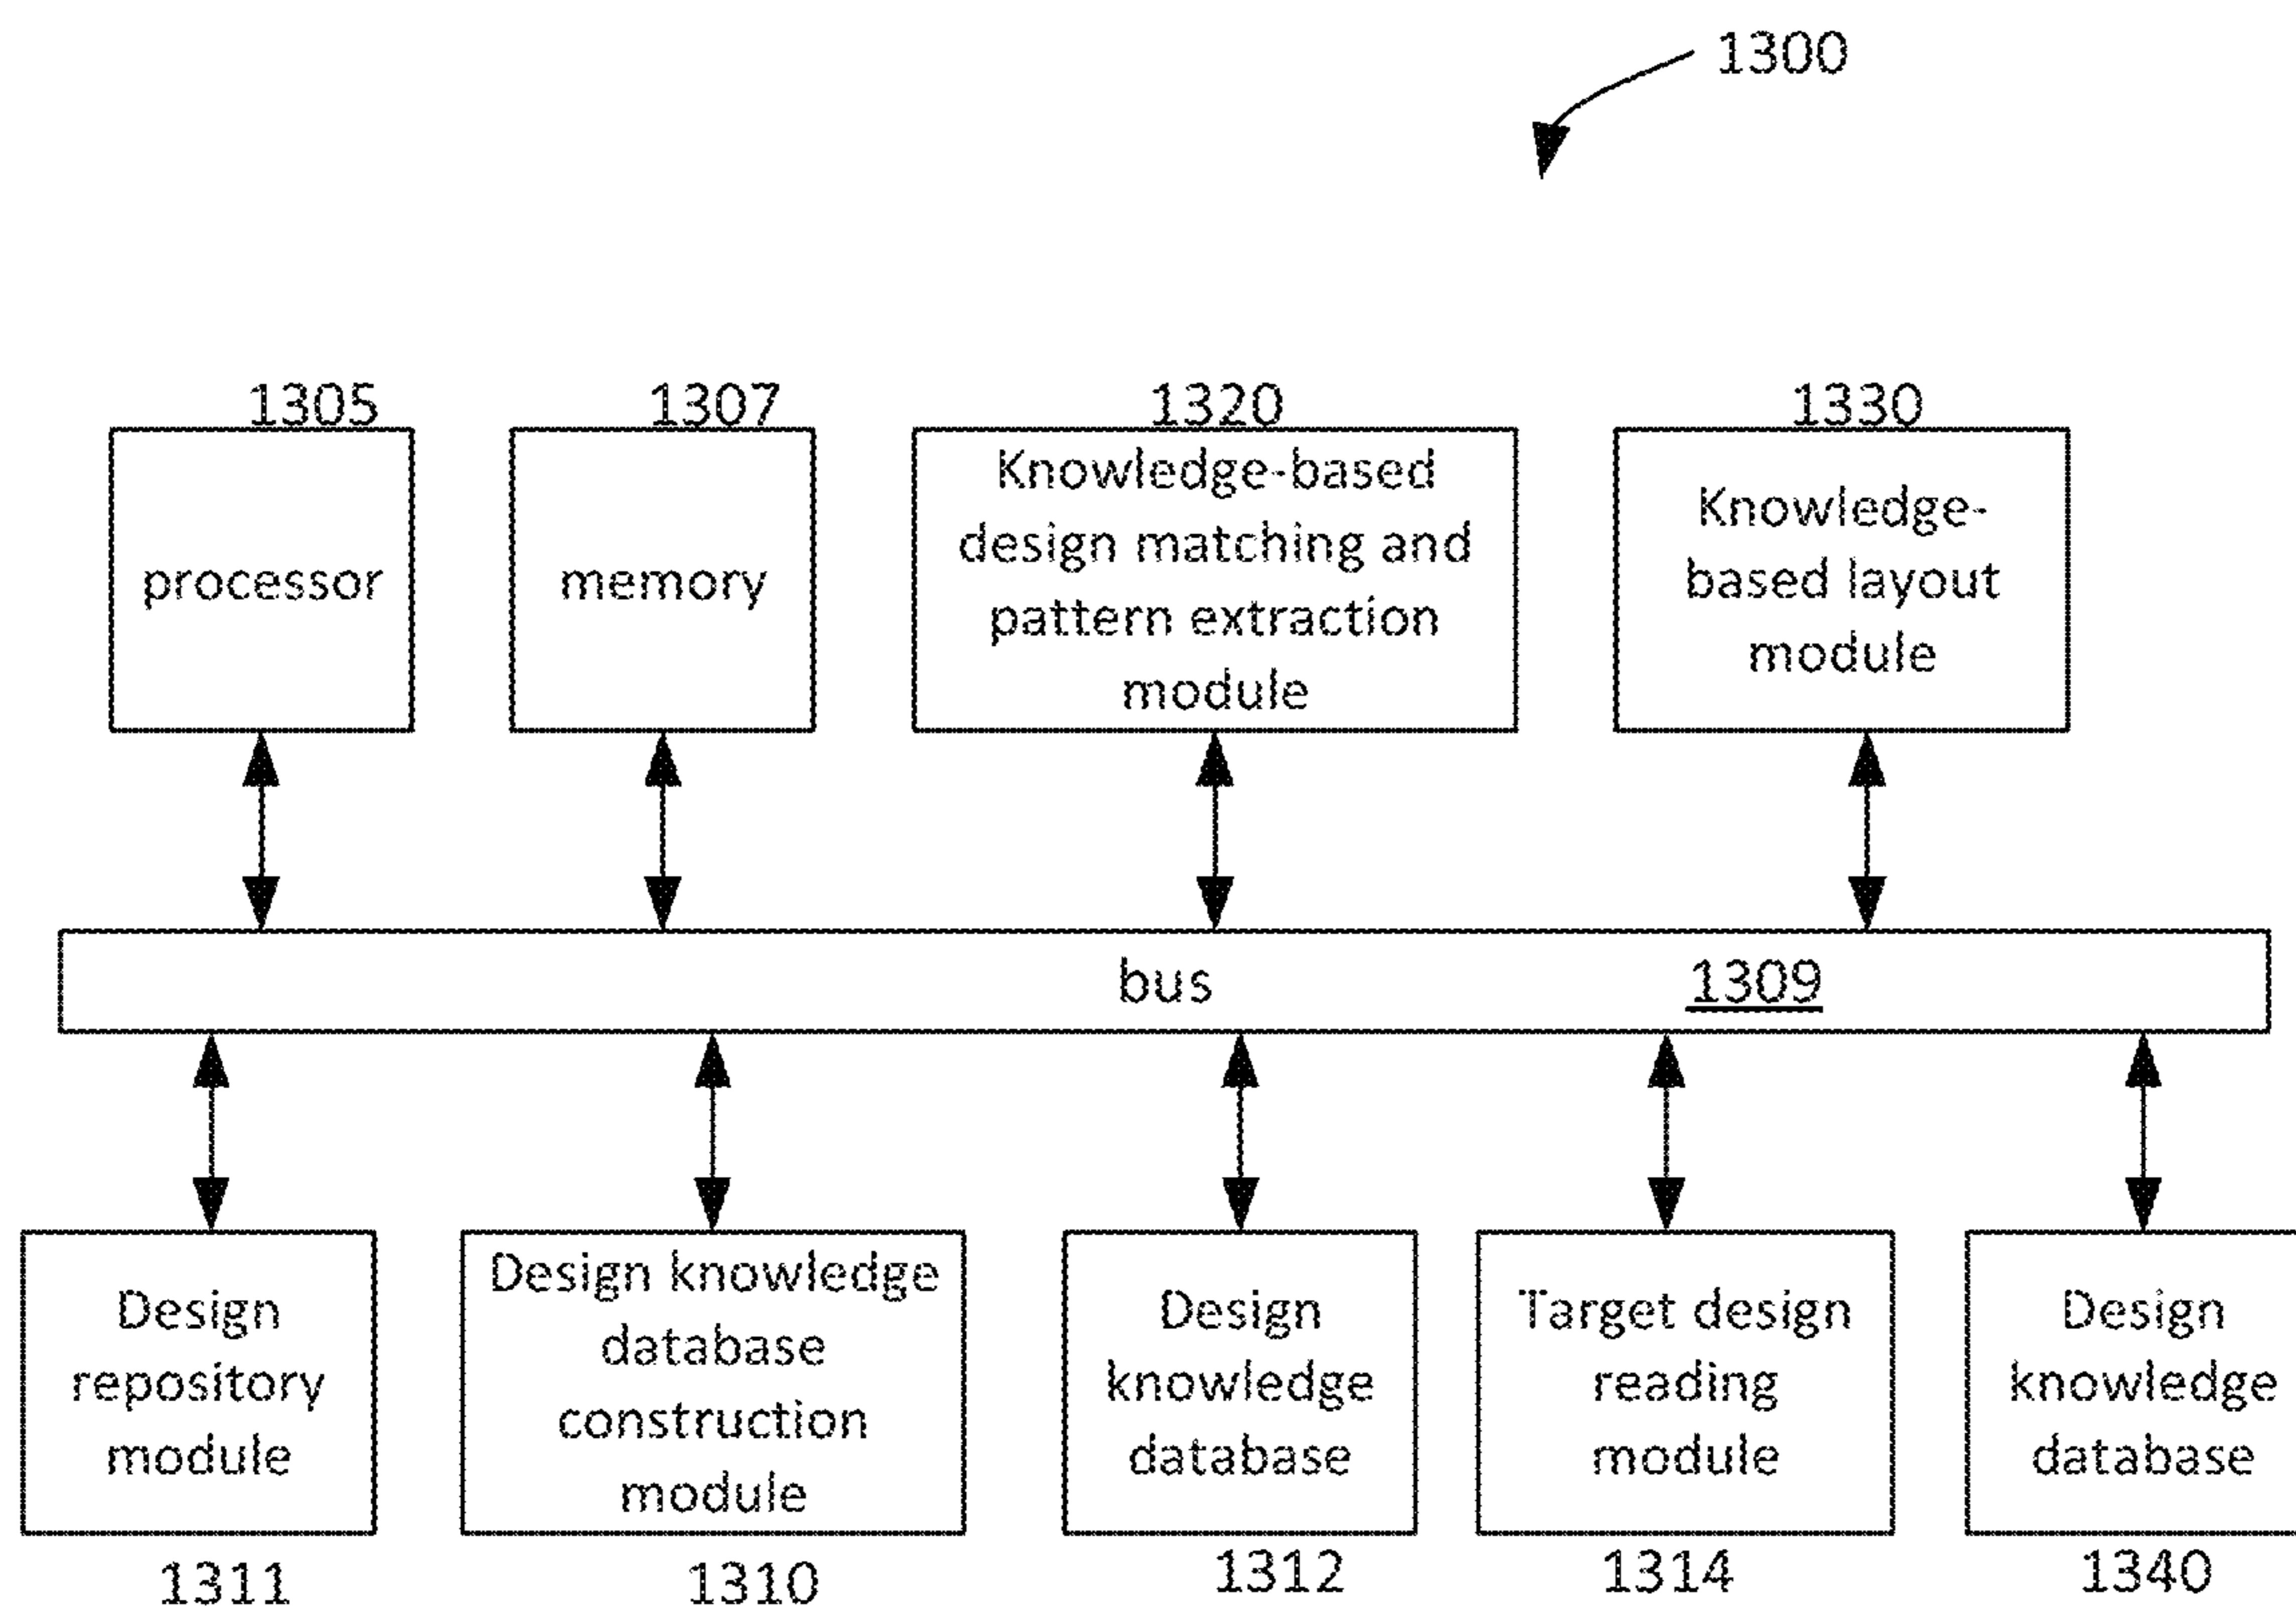 1300
1305
1307
1320
1330
processor
memory
Knowledge-based
design matching and
pattern extraction
module
Knowledge-
based layout
module
bus
1309
Design
repository
module
Design knowledge
database
construction
module
Design
knowledge
database
Target design
reading
module
Design
knowledge
database
1311
1310
1312
1314
1340